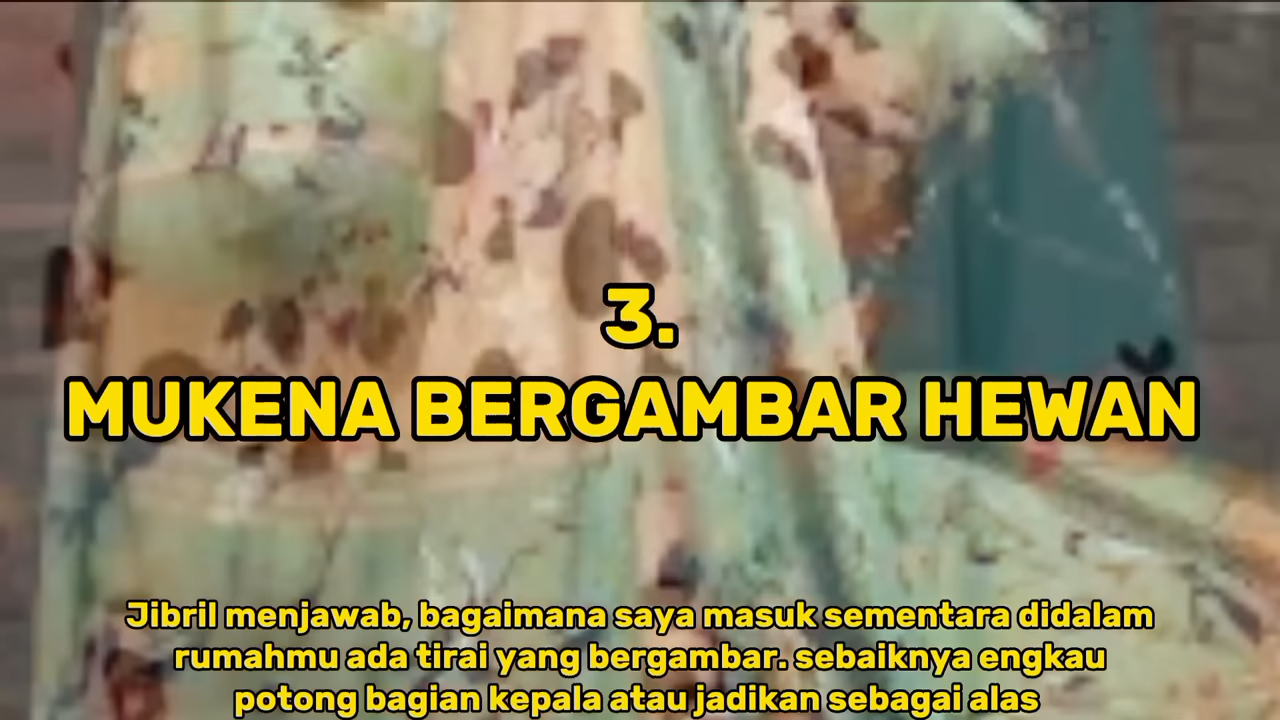 3.
MUKENA BERGAMBAR HEWAN
Jibril menjawab, bagaimana saya masuk sementara didalam
rumahmu ada tirai yang bergambar. sebaiknya engkau
potong bagian kepala atau jadikan sebagai alas